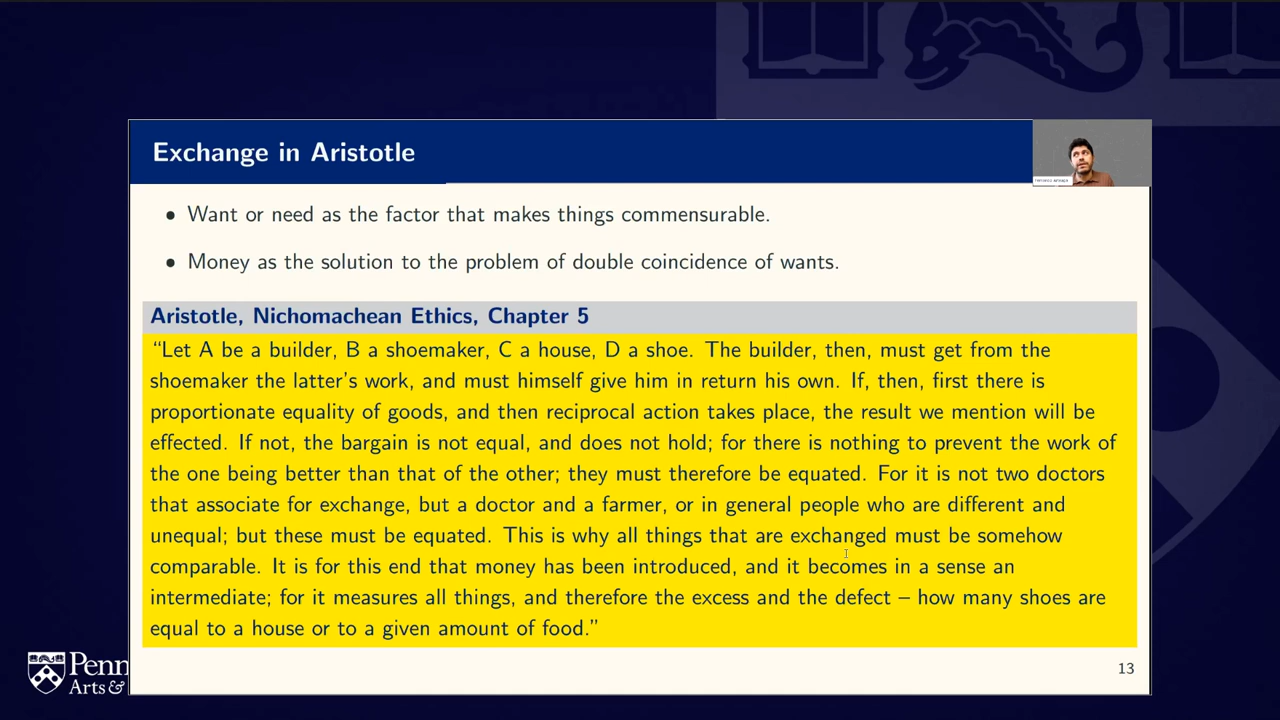 Exchange in Aristotle
• Want or need as the factor that makes things commensurable.
• Money as the solution to the problem of double coincidence of wants.
Aristotle, Nichomachean Ethics, Chapter 5
“Let A be a builder, B a shoemaker, C a house, D a shoe. The builder, then, must get from the
shoemaker the latter’s work, and must himself give him in return his own. If, then, first there is
proportionate equality of goods, and then reciprocal action takes place, the result we mention will be
effected. If not, the bargain is not equal, and does not hold; for there is nothing to prevent the work of
the one being better than that of the other; they must therefore be equated. For it is not two doctors
that associate for exchange, but a doctor and a farmer, or in general people who are different and
unequal; but these must be equated. This is why all things that are exchanged must be somehow
comparable. It is for this end that money has been introduced, and it becomes in a sense an
intermediate; for it measures all things, and therefore the excess and the defect – how many shoes are
equal to a house or to a given amount of food.”
13
Penn
Arts &